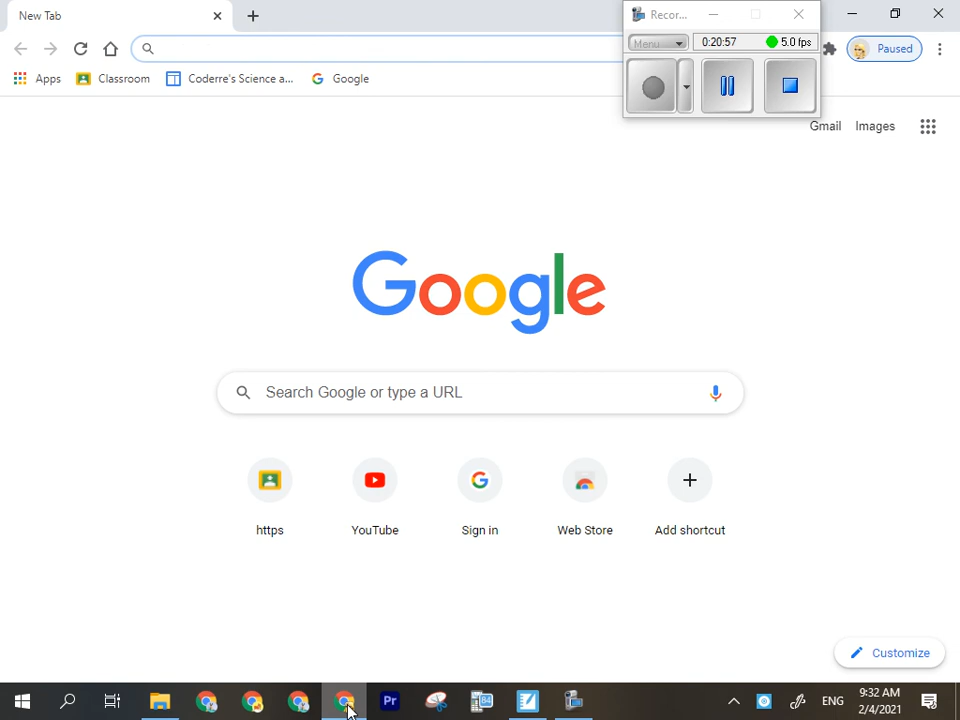 New Tab
Recor...
Menu
0:20:57
5.0 fps
Paused
Apps
Classroom
Coderre's Science a...
Google
Gmail
Images
Google
Search Google or type a URL
https
YouTube
Sign in
Web Store
Add shortcut
Customize
Pr
84
ENG
9:32 AM
2/4/2021